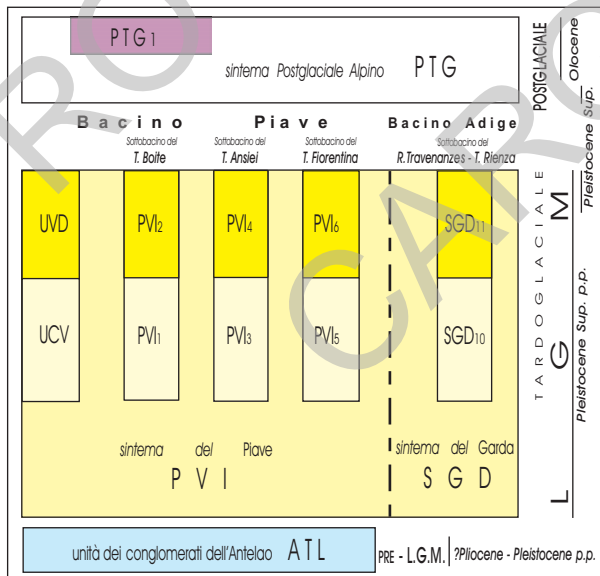 PTG1
sintema Postglaciale Alpino PTG
POSTGLACIALE
Olocene
Pleistocene Sup.
Bacino Piave Bacino Adige
Sottobacino del Sottobacino del Sottobacino del Sottobacino del
T. Boite T. Ansiei T. Fiorentina R.Travenanzes - T. Rienza
UVD PVI2 PVI4 PVI6 SGD11
UCV PVI1 PVI3 PVI5 SGD10
TARDOGLACIALE
L G M
Pleistocene Sup. p.p.
sintema del Piave sintema del Garda
PVI SGD
unità dei conglomerati dell'Antelao ATL PRE - L.G.M. ?Pliocene - Pleistocene p.p.